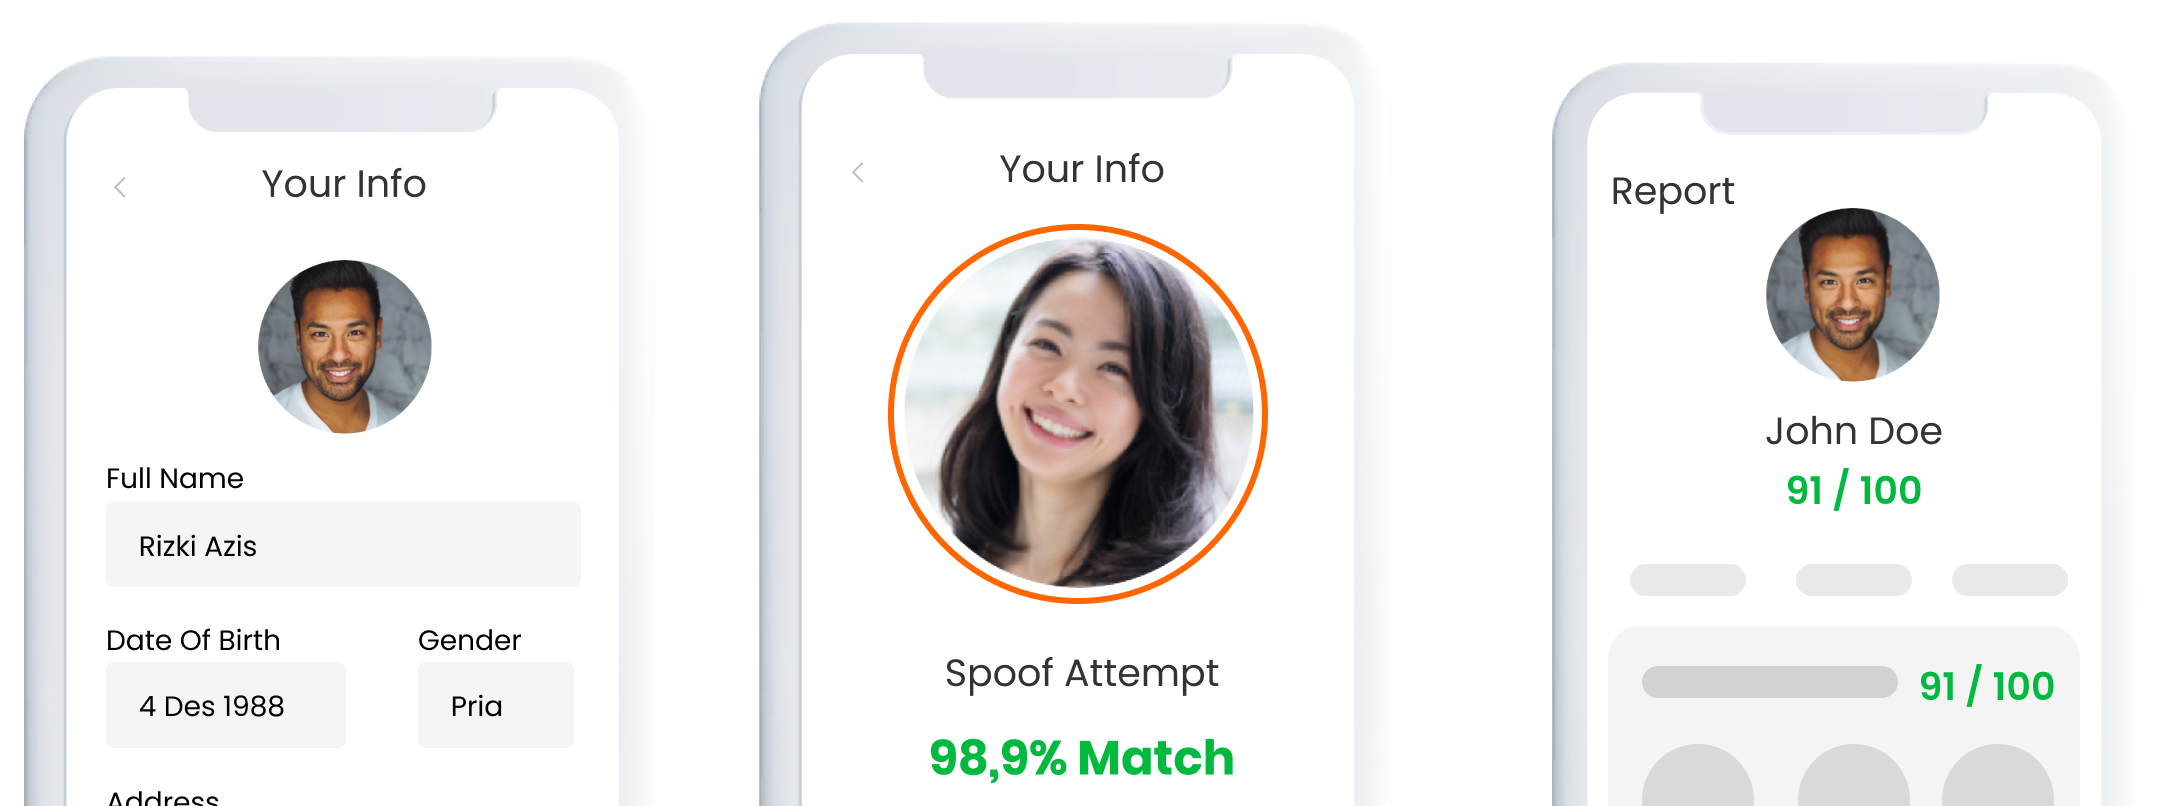 Your Info
Full Name
Rizki Azis
Date Of Birth
Gender
4 Des 1988
Pria
Address
Your Info
Spoof Attempt
98,9% Match
Report
John Doe
91 / 100
91 / 100